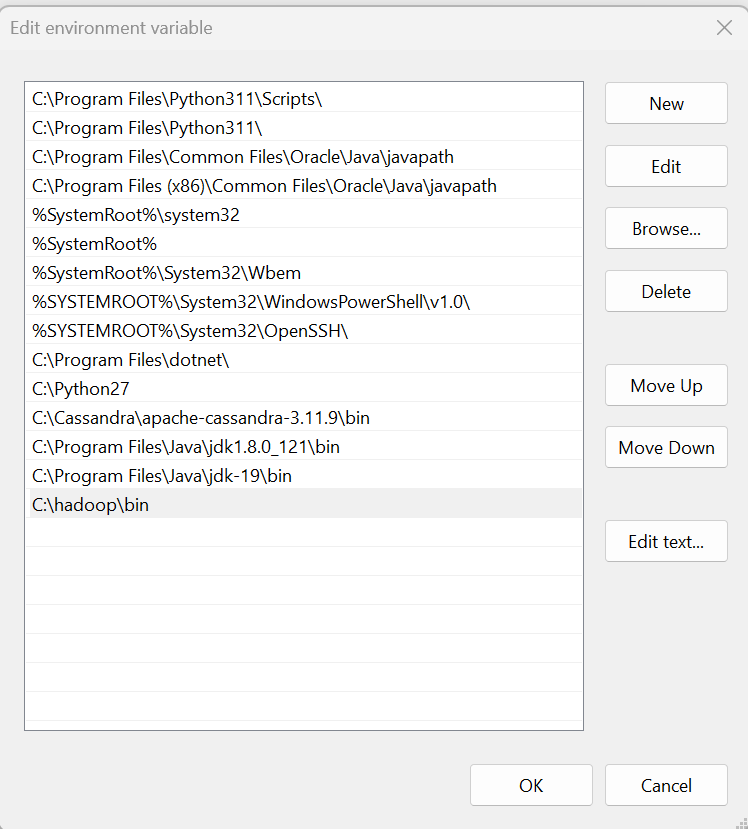 Edit environment variable
C:\Program Files\Python311\Scripts\
C:\Program Files\Python311\
C:\Program Files\Common Files\Oracle\Java\javapath
C:\Program Files (x86)\Common Files\Oracle\Java\javapath
%SystemRoot%\system32
%SystemRoot%
%SystemRoot%\System32\Wbem
%SYSTEMROOT%\System32\WindowsPowerShell\v1.0\
%SYSTEMROOT%\System32\OpenSSH\
C:\Program Files\dotnet\
C:\Python27
C:\Cassandra\apache-cassandra-3.11.9\bin
C:\Program Files\Java\jdk1.8.0_121\bin
C:\Program Files\Java\jdk-19\bin
C:\hadoop\bin
New
Edit
Browse...
Delete
Move Up
Move Down
Edit text...
OK
Cancel